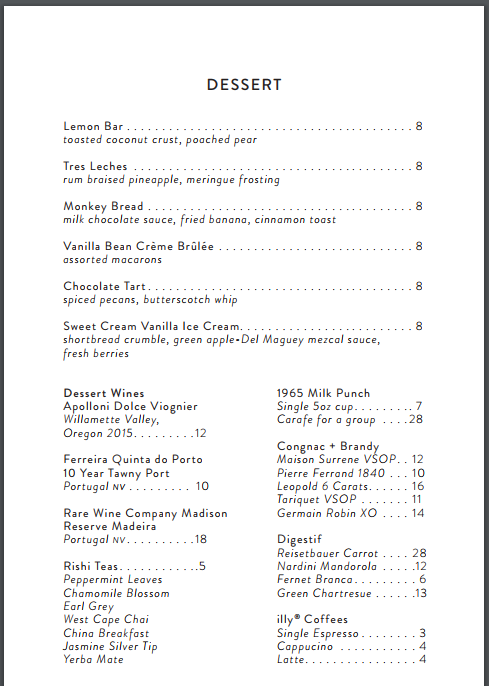 DESSERT
Lemon Bar . . . . . . . . . . . . . . . . . . . . . . . . . . . . . . . . . . . . . . . . 8
toasted coconut crust, poached pear
Tres Leches . . . . . . . . . . . . . . . . . . . . . . . . . . . . . . . . . . . . . . . 8
rum braised pineapple, meringue frosting
Monkey Bread . . . . . . . . . . . . . . . . . . . . . . . . . . . . . . . . . . . . . 8
milk chocolate sauce, fried banana, cinnamon toast
Vanilla Bean Crème Brûlée . . . . . . . . . . . . . . . . . . . . . . . . . . . 8
assorted macarons
Chocolate Tart . . . . . . . . . . . . . . . . . . . . . . . . . . . . . . . . . . . . . 8
spiced pecans, butterscotch whip
Sweet Cream Vanilla Ice Cream. . . . . . . . . . . . . . . . . . . . . . . . 8
shortbread crumble, green apple•Del Maguey mezcal sauce,
fresh berries
Dessert Wines
Apolloni Dolce Viognier
Willamette Valley,
Oregon 2015. . . . . . . . .12
Ferreira Quinta do Porto
10 Year Tawny Port
Portugal NV . . . . . . . . . 10
Rare Wine Company Madison
Reserve Madeira
Portugal NV. . . . . . . . . .18
Rishi Teas. . . . . . . . . . .5
Peppermint Leaves
Chamomile Blossom
Earl Grey
West Cape Chai
China Breakfast
Jasmine Silver Tip
Yerba Mate
1965 Milk Punch
Single 5oz cup. . . . . . . . . 7
Carafe for a group . . . .28
Congnac + Brandy
Maison Surrene VSOP. . 12
Pierre Ferrand 1840 . . . 10
Leopold 6 Carats. . . . . . 16
Tariquet VSOP . . . . . . . 11
Germain Robin XO . . . . 14
Digestif
Reisetbauer Carrot . . . . 28
Nardini Mandorola . . . . .12
Fernet Branca. . . . . . . . . 6
Green Chartresue . . . . . .13
illy® Coffees
Single Espresso . . . . . . . . 3
Cappucino . . . . . . . . . . . 4
Latte. . . . . . . . . . . . . . . . 4